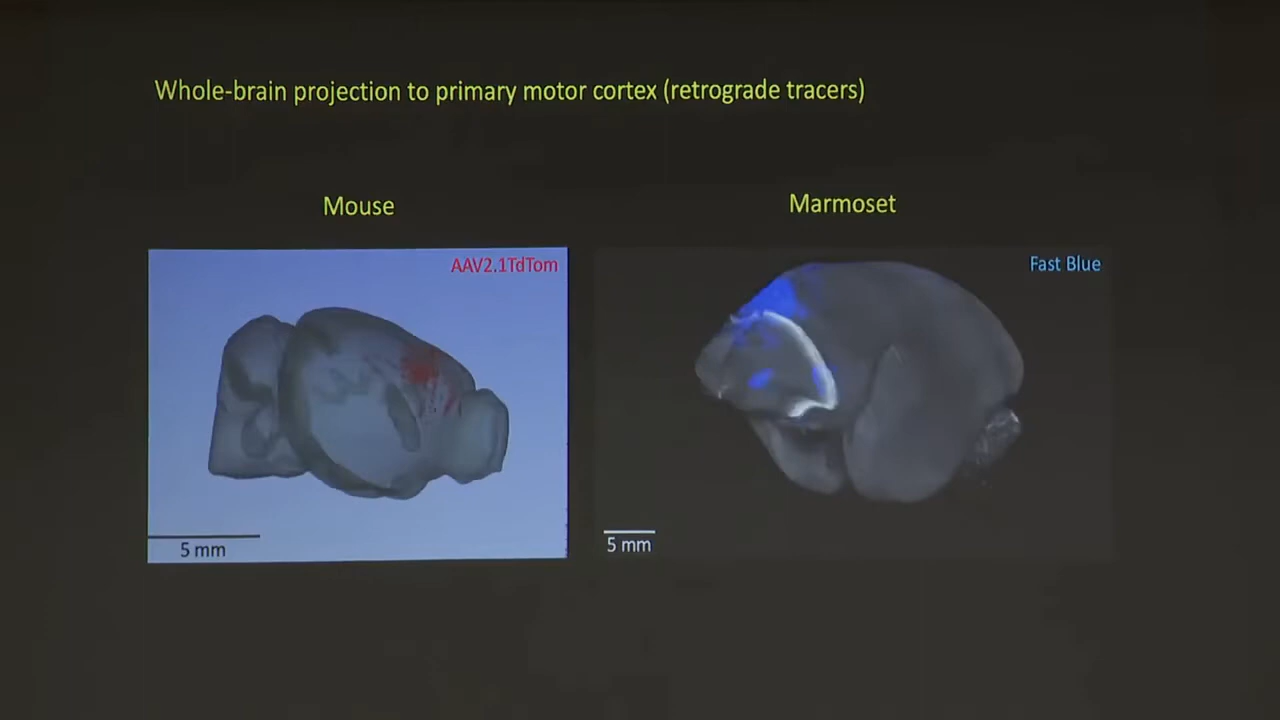 Whole-brain projection to primary motor cortex (retrograde tracers)
Mouse
Marmoset
AAV2.1TdTom
Fast Blue
5 mm
5 mm